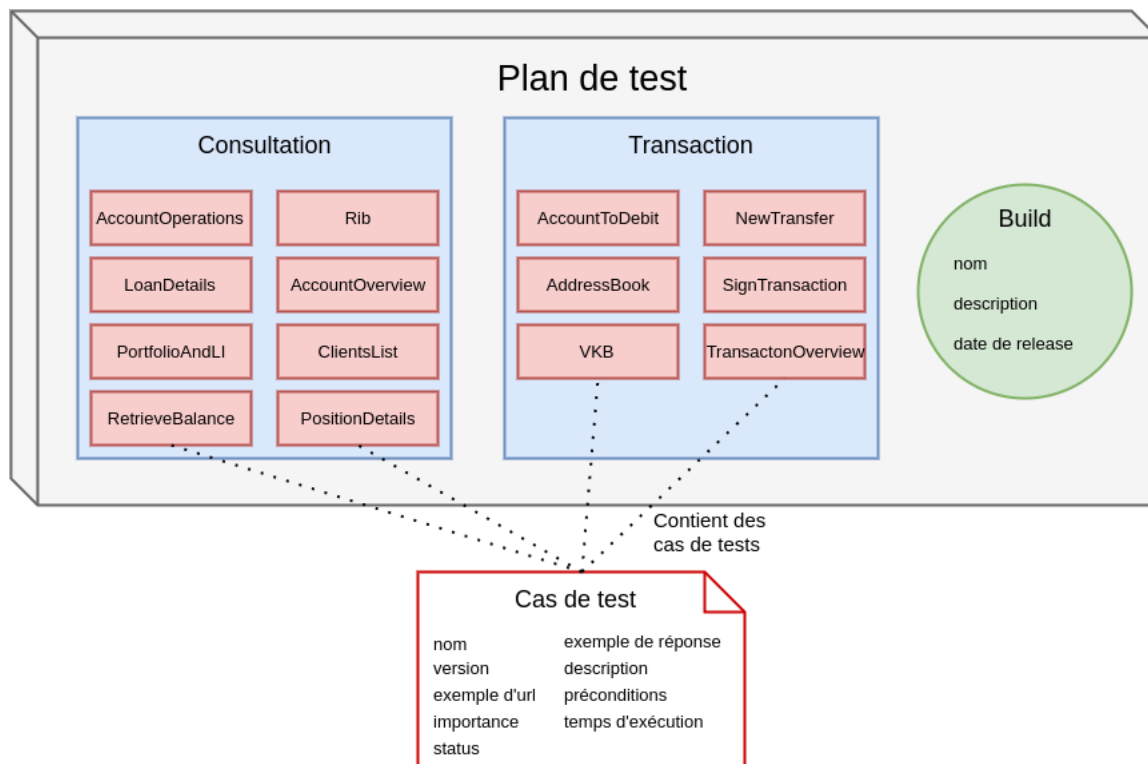 Plan de test
Consultation
AccountOperations
Rib
LoanDetails
AccountOverview
PortfolioAndLI
ClientsList
RetrieveBalance
PositionDetails
Transaction
AccountToDebit
NewTransfer
AddressBook
SignTransaction
VKB
TransactonOverview
Build
nom
description
date de release
Contient des
cas de tests
Cas de test
nom
version
exemple d'url
importance
status
exemple de réponse
description
préconditions
temps d'exécution